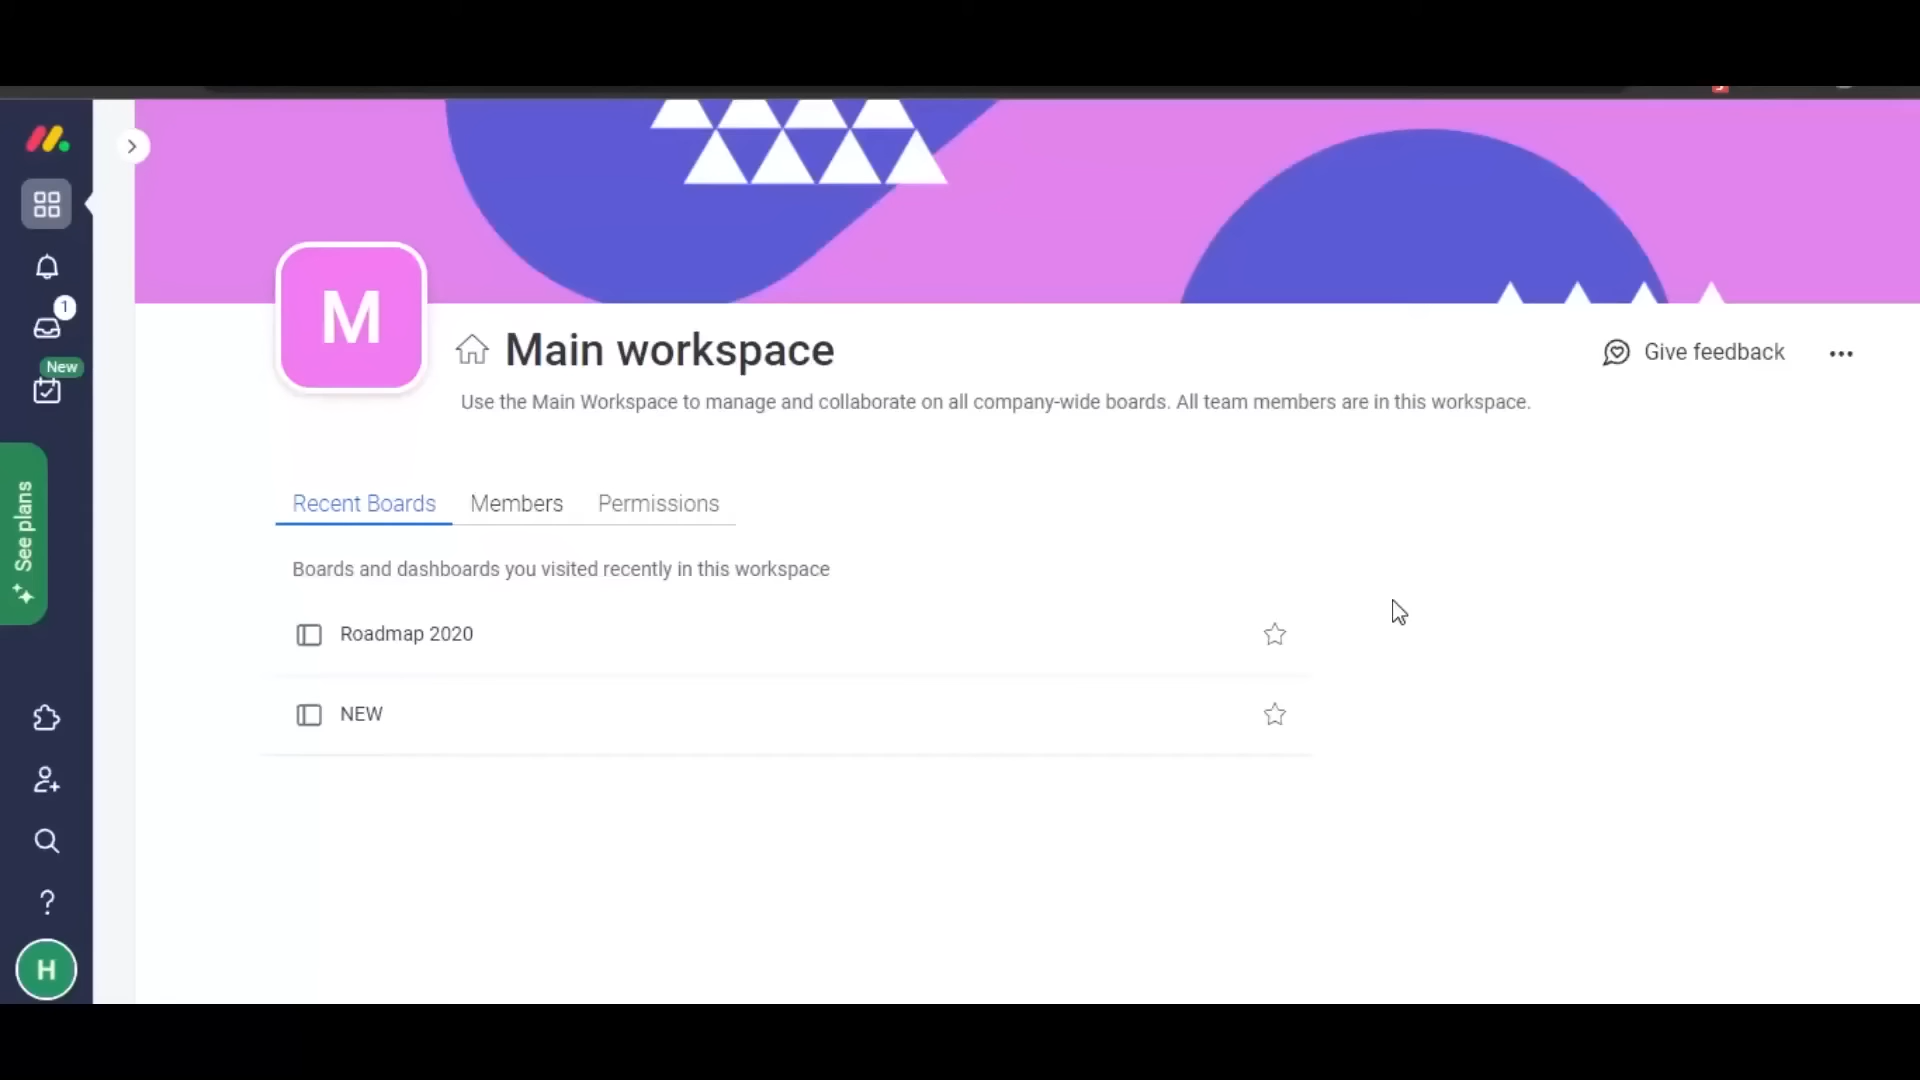 1
New
See plans
H
M
Main workspace
Give feedback
Use the Main Workspace to manage and collaborate on all company-wide boards. All team members are in this workspace.
Recent Boards
Members
Permissions
Boards and dashboards you visited recently in this workspace
Roadmap 2020
NEW